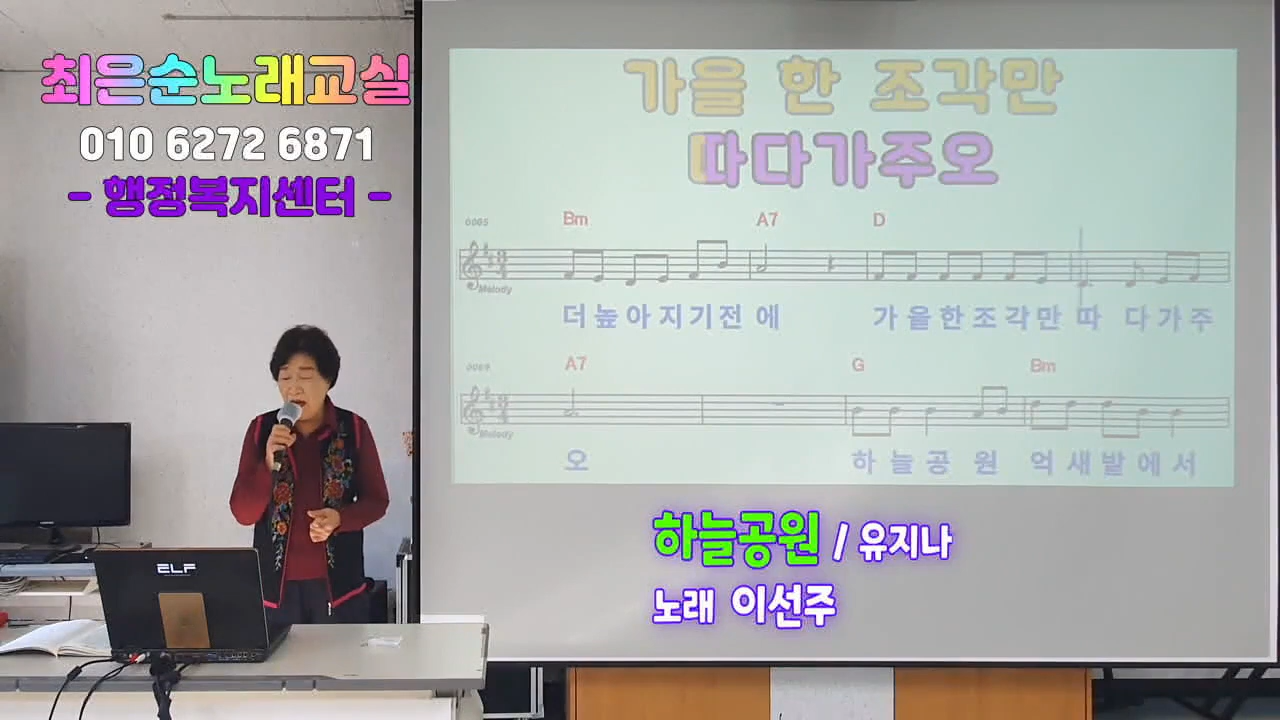 최은순노래교실
010 6272 6871
- 행정복지센터 -
가을 한 조각만
따다가주오
0065 Bm A7 D
Melody
더높아지기전에 가을한조각만 따 다가주
0069 A7 G Bm
Melody
오 하늘공원 억새밭에서
하늘공원 / 유지나
노래 이선주
ELF